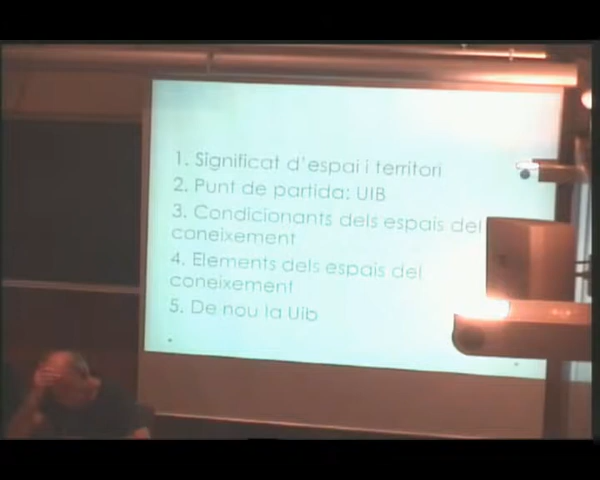 1. Significat d'espai i territori
2. Punt de partida: UIB
3. Condicionants dels espais del
coneixement
4. Elements dels espais del
coneixement
5. De nou la Uib